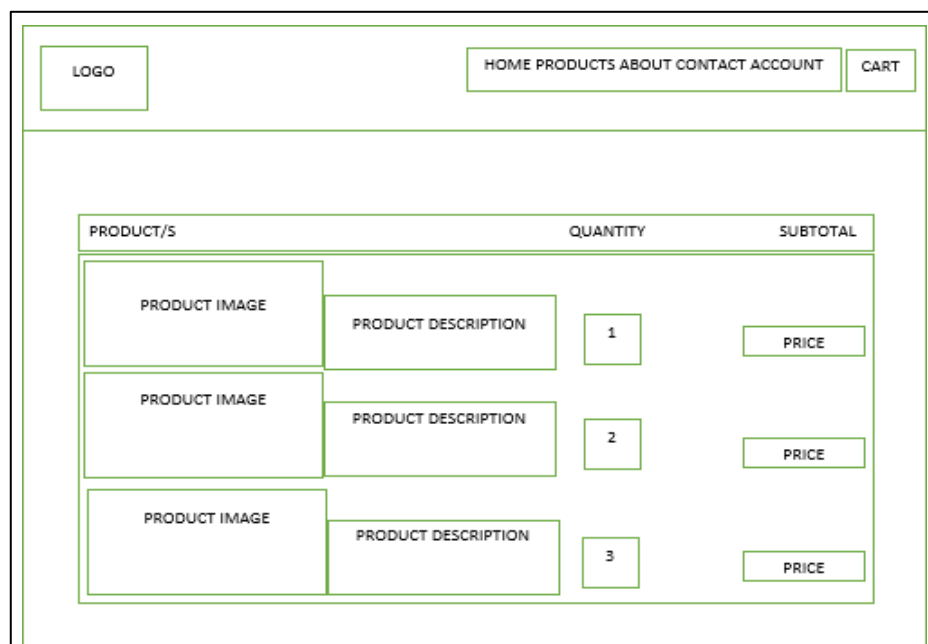 LOGO
HOME PRODUCTS ABOUT CONTACT ACCOUNT
CART
PRODUCT/S
QUANTITY
SUBTOTAL
PRODUCT IMAGE
PRODUCT DESCRIPTION
1
PRICE
PRODUCT IMAGE
PRODUCT DESCRIPTION
2
PRICE
PRODUCT IMAGE
PRODUCT DESCRIPTION
3
PRICE